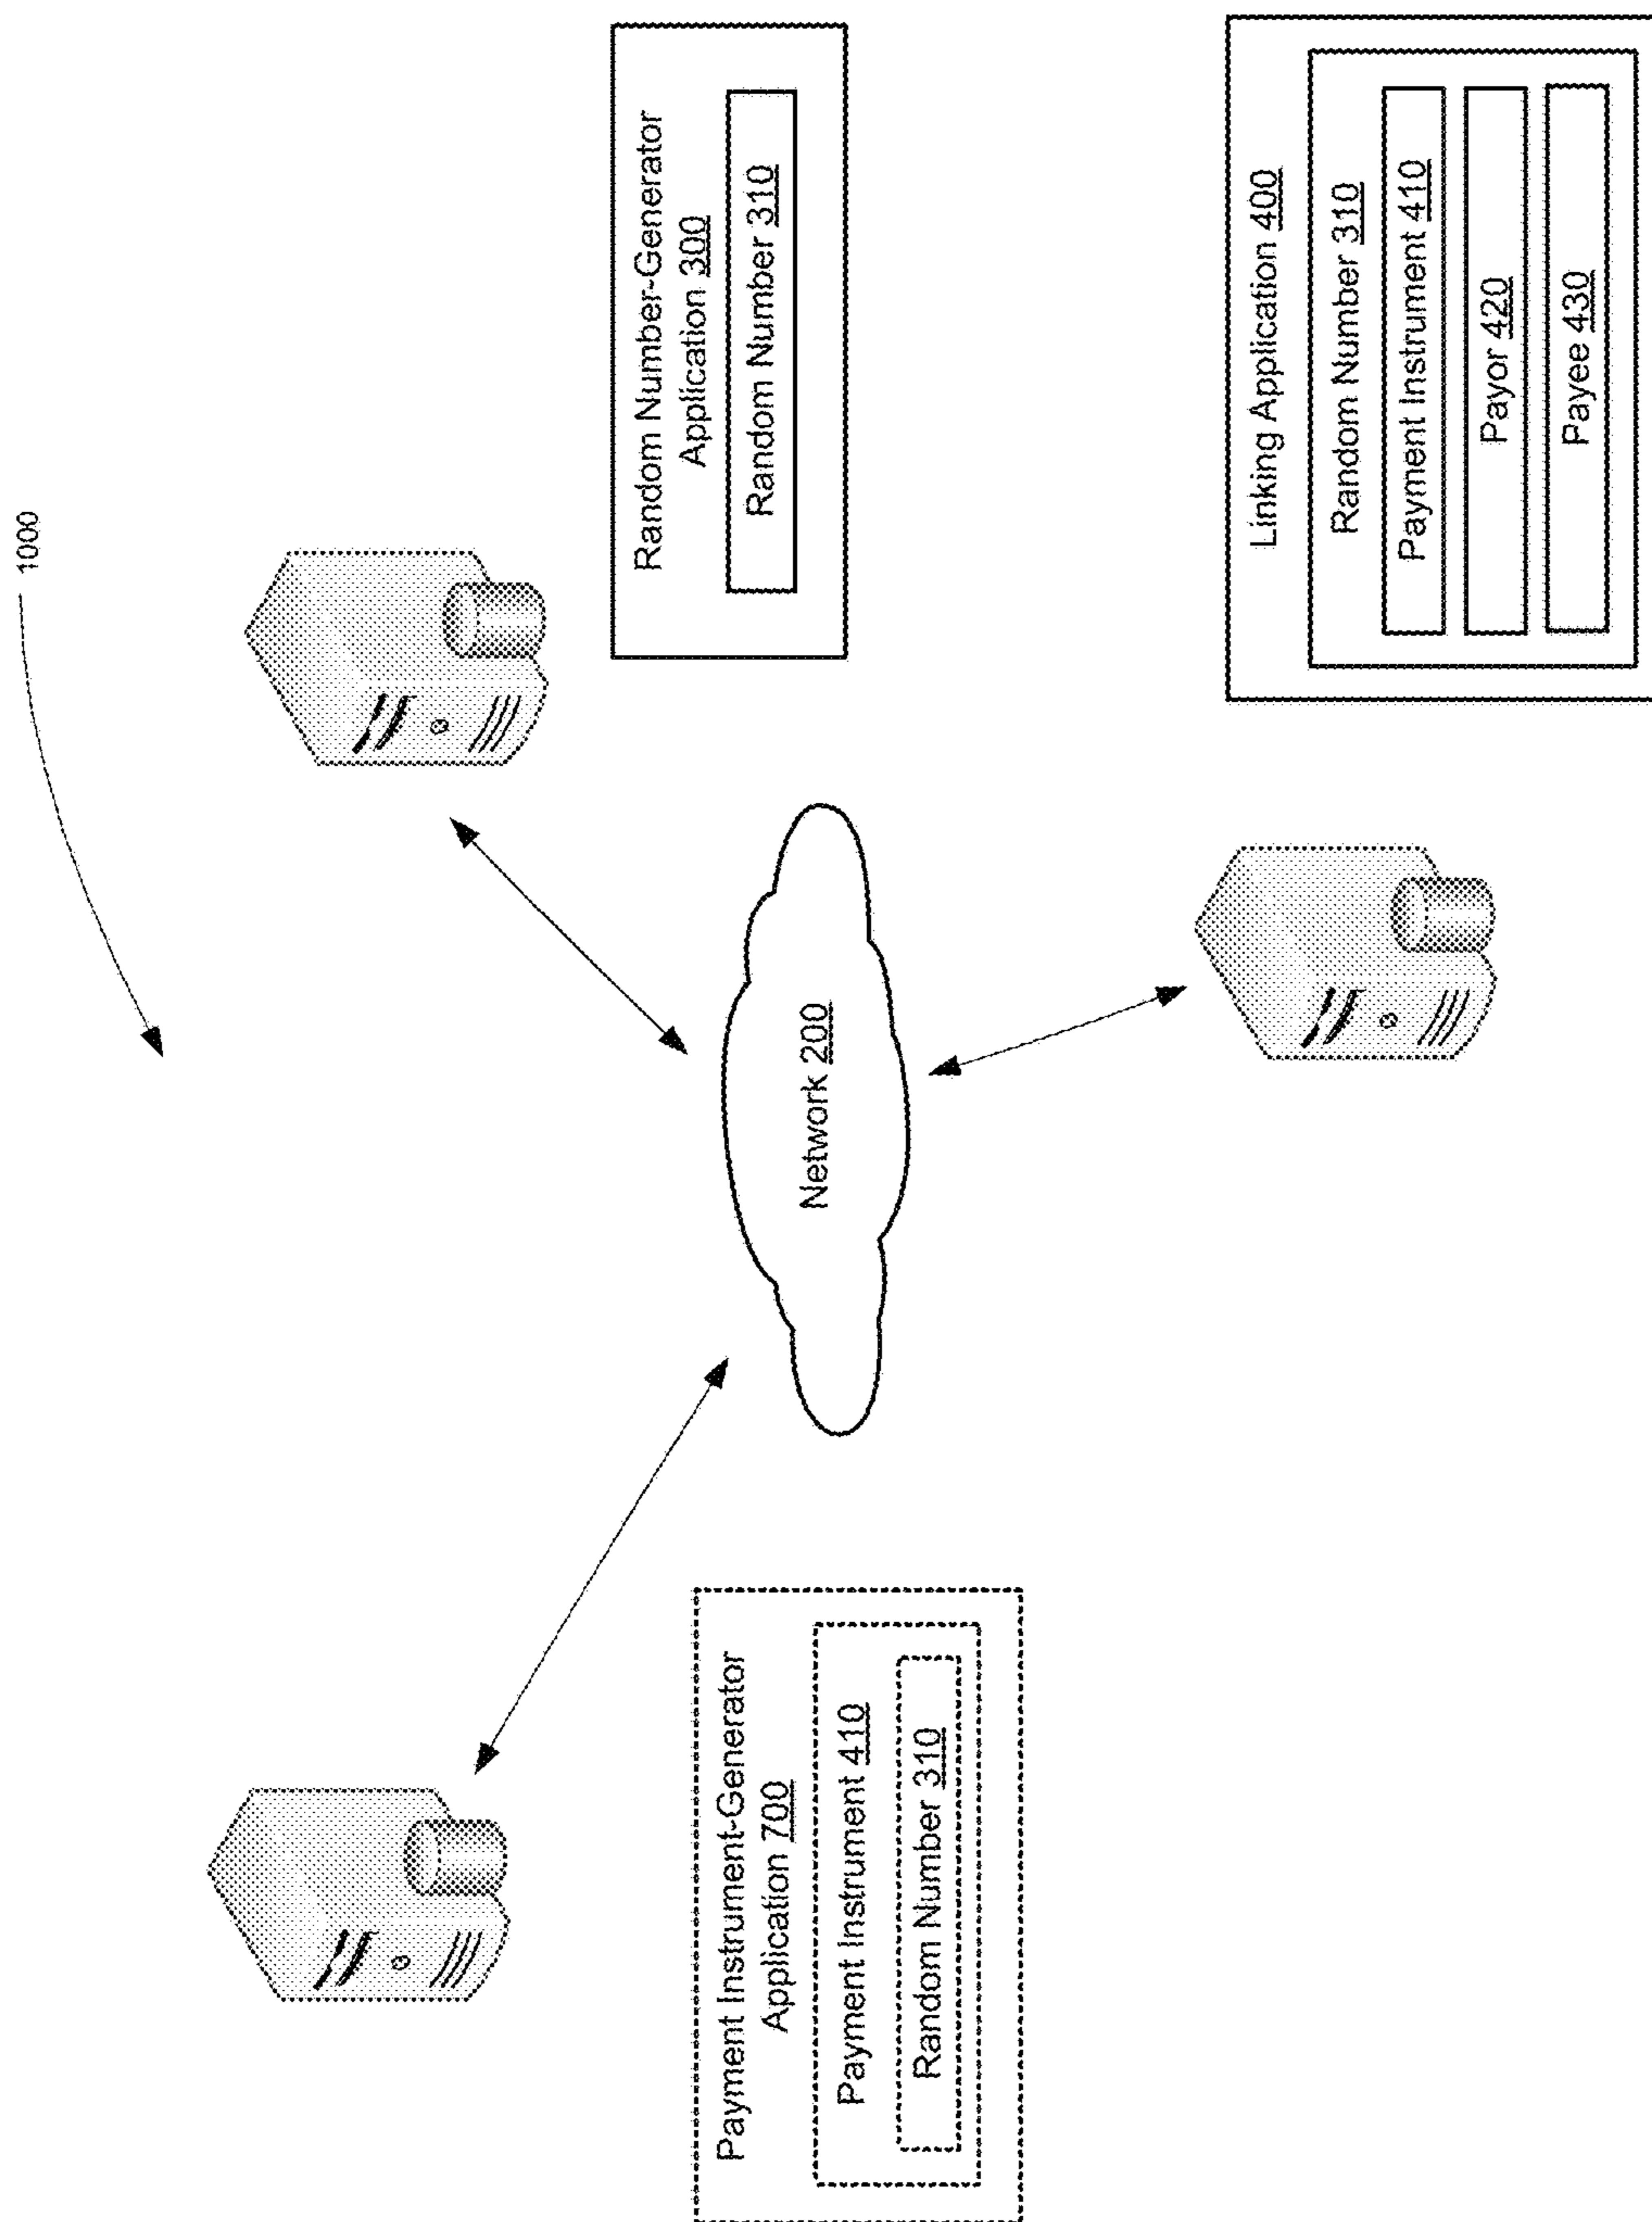 1000
Payment Instrument-Generator
Application 700
Payment Instrument 410
Random Number 310
Network 200
Random Number-Generator
Application 300
Random Number 310
Linking Application 400
Random Number 310
Payment Instrument 410
Payor 420
Payee 430